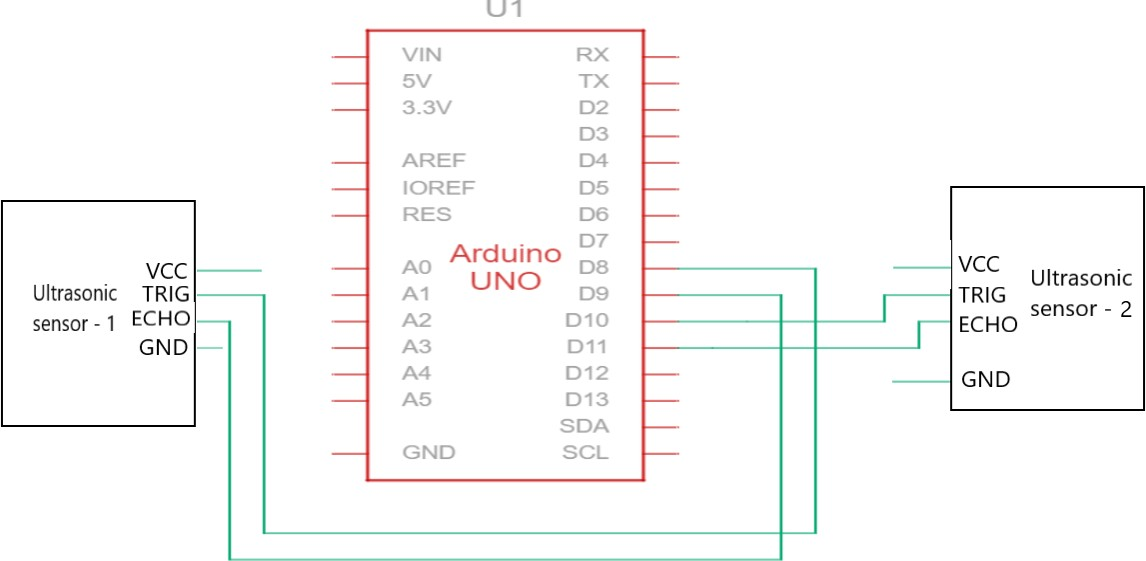 U1
VIN
5V
3.3V
AREF
IOREF
RES
A0
A1
A2
A3
A4
A5
GND
Arduino
UNO
RX
TX
D2
D3
D4
D5
D6
D7
D8
D9
D10
D11
D12
D13
SDA
SCL
Ultrasonic
sensor - 1
VCC
TRIG
ECHO
GND
VCC
TRIG
ECHO
GND
Ultrasonic
sensor - 2